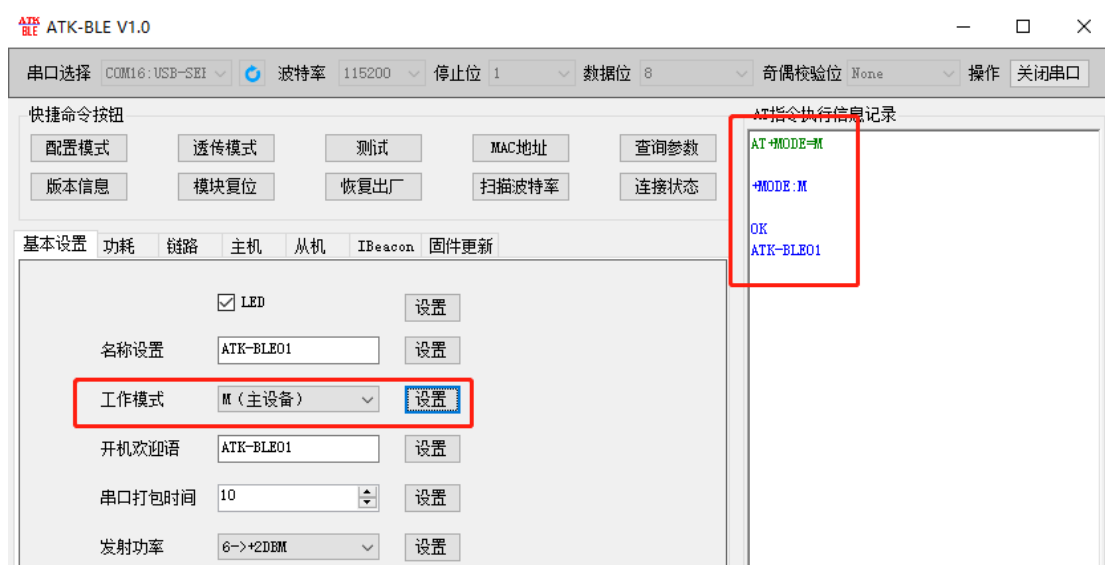 ATK BLE ATK-BLE V1.0
串口选择 COM16:USB-SEI 波特率 115200 停止位 1 数据位 8 奇偶校验位 None 操作 关闭串口
快捷命令按钮
配置模式 透传模式 测试 MAC地址 查询参数
版本信息 模块复位 恢复出厂 扫描波特率 连接状态
基本设置 功耗 链路 主机 从机 IBeacon 固件更新
LED 设置
名称设置 ATK-BLE01 设置
工作模式 M（主设备） 设置
开机欢迎语 ATK-BLE01 设置
串口打包时间 10 设置
发射功率 6->+2DBM 设置
AT指令执行信息记录
AT+MODE=M
+MODE:M
OK
ATK-BLE01